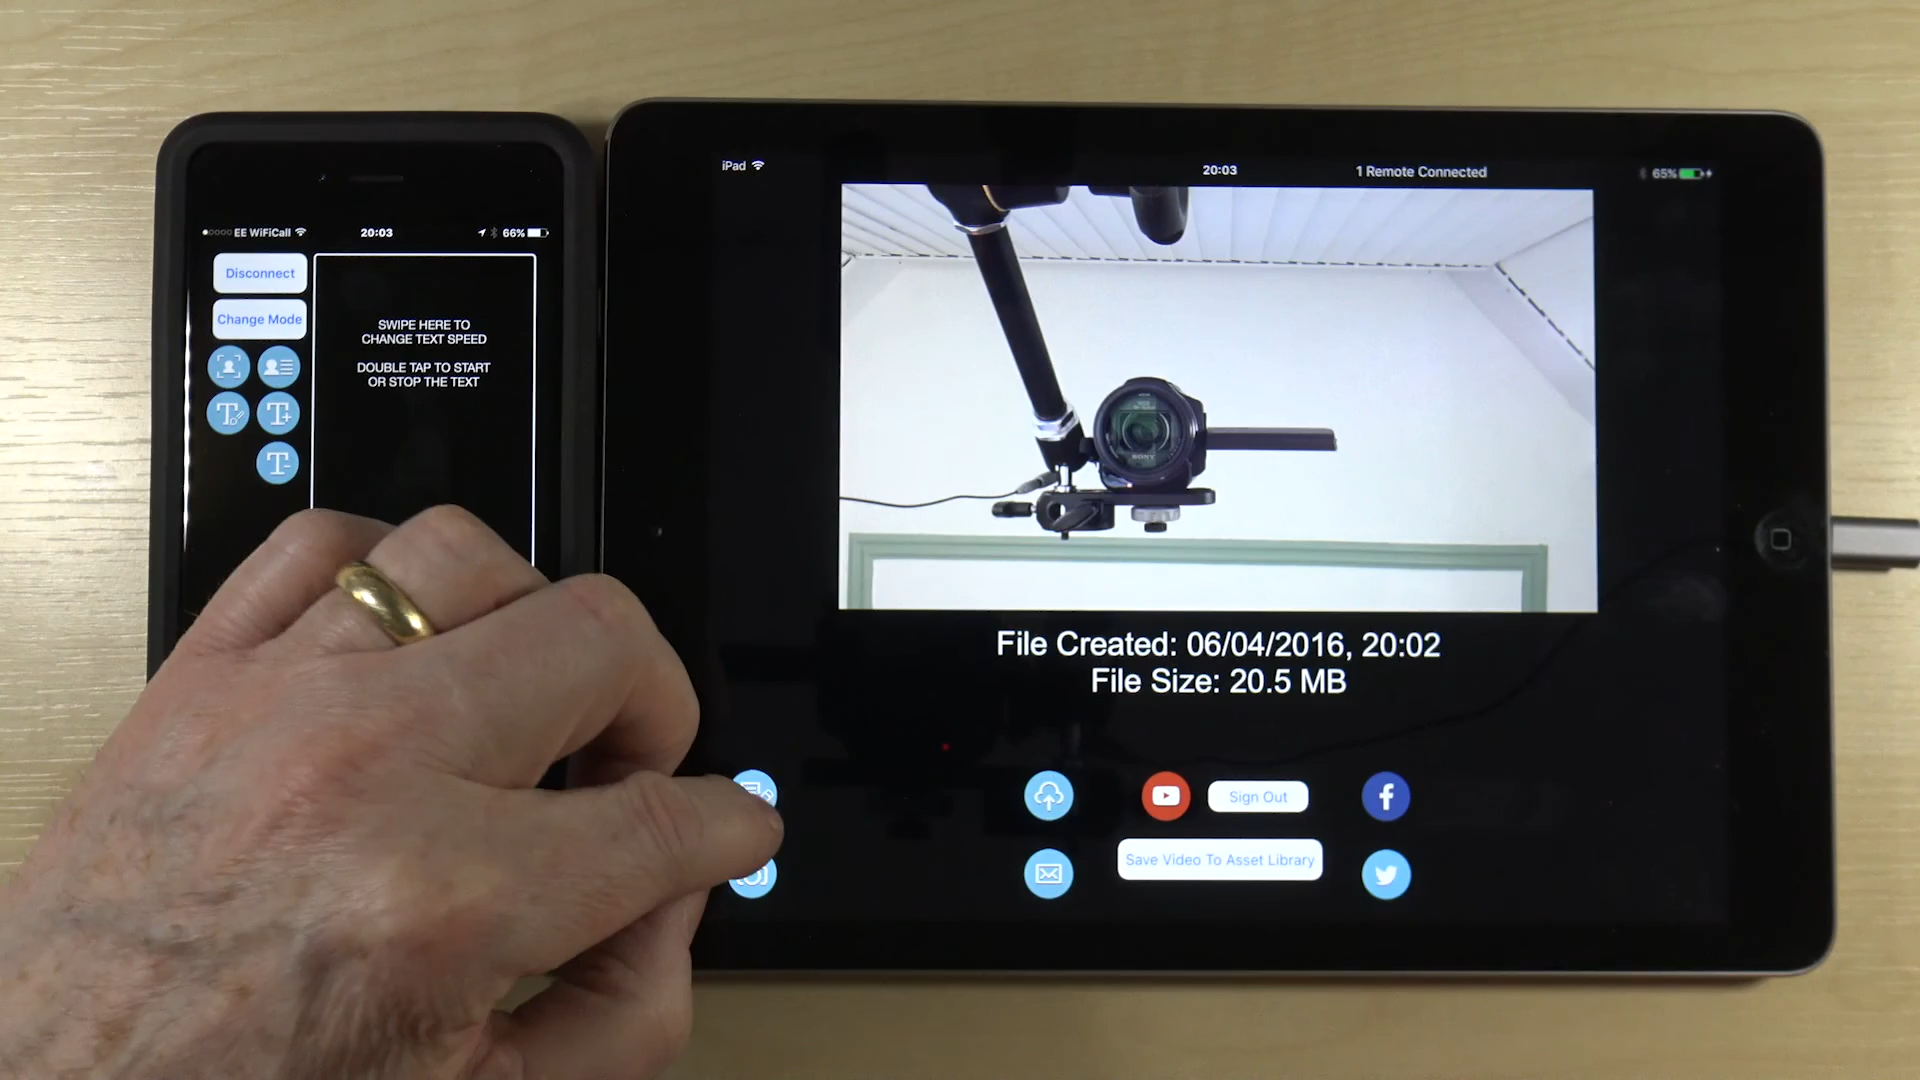 EE WiFiCall
20:03
66%
Disconnect
Change Mode
SWIPE HERE TO
CHANGE TEXT SPEED
DOUBLE TAP TO START
OR STOP THE TEXT
iPad
20:03
1 Remote Connected
65%
SONY
File Created: 06/04/2016, 20:02
File Size: 20.5 MB
Sign Out
Save Video To Asset Library